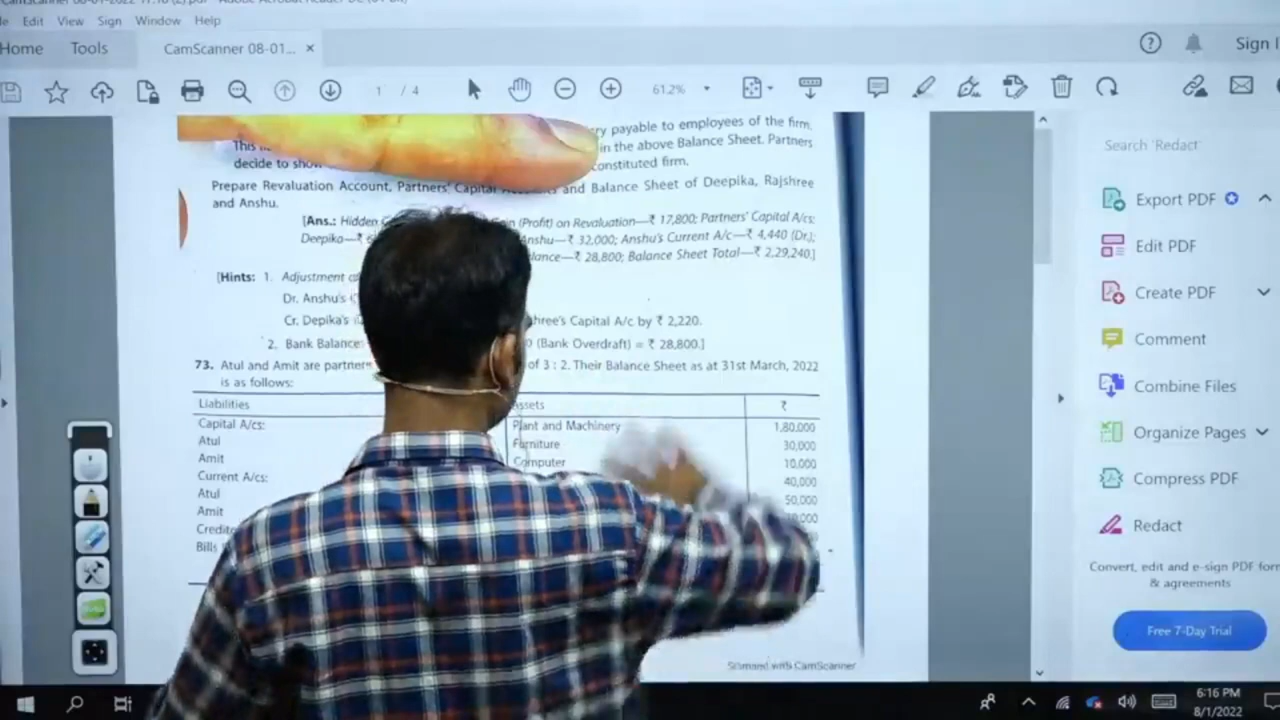 Edit View Sign Window Help
Home Tools CamScanner 08-01... × Sign
1 / 4 61.2%
ry payable to employees of the firm.
This in the above Balance Sheet. Partners
decide to show constituted firm.
Prepare Revaluation Account, Partners' Capital and Balance Sheet of Deepika, Rajshree
and Anshu.
[Ans.: Hidden (Profit) on Revaluation—₹ 17,800; Partners' Capital A/cs:
Deepika—₹ Anshu—₹ 32,000; Anshu's Current A/c—₹ 4,440 (Dr.);
lance—₹ 28,800; Balance Sheet Total—₹ 2,29,240.]
[Hints: 1. Adjustment
Dr. Anshu's
Cr. Depika's hree's Capital A/c by ₹ 2,220.
2. Bank Balance (Bank Overdraft) = ₹ 28,800.]
73. Atul and Amit are partners of 3 : 2. Their Balance Sheet as at 31st March, 2022
is as follows:
Liabilities Assets ₹
Capital A/cs: Plant and Machinery 1,80,000
Atul Furniture 30,000
Amit Computer 10,000
Current A/cs: 40,000
Atul 50,000
Amit
Bills
Scanned with CamScanner
Search 'Redact'
Export PDF
Edit PDF
Create PDF
Comment
Combine Files
Organize Pages
Compress PDF
Redact
Convert, edit and e-sign PDF
& agreements
Free 7-Day Trial
6:16 PM
8/1/2022